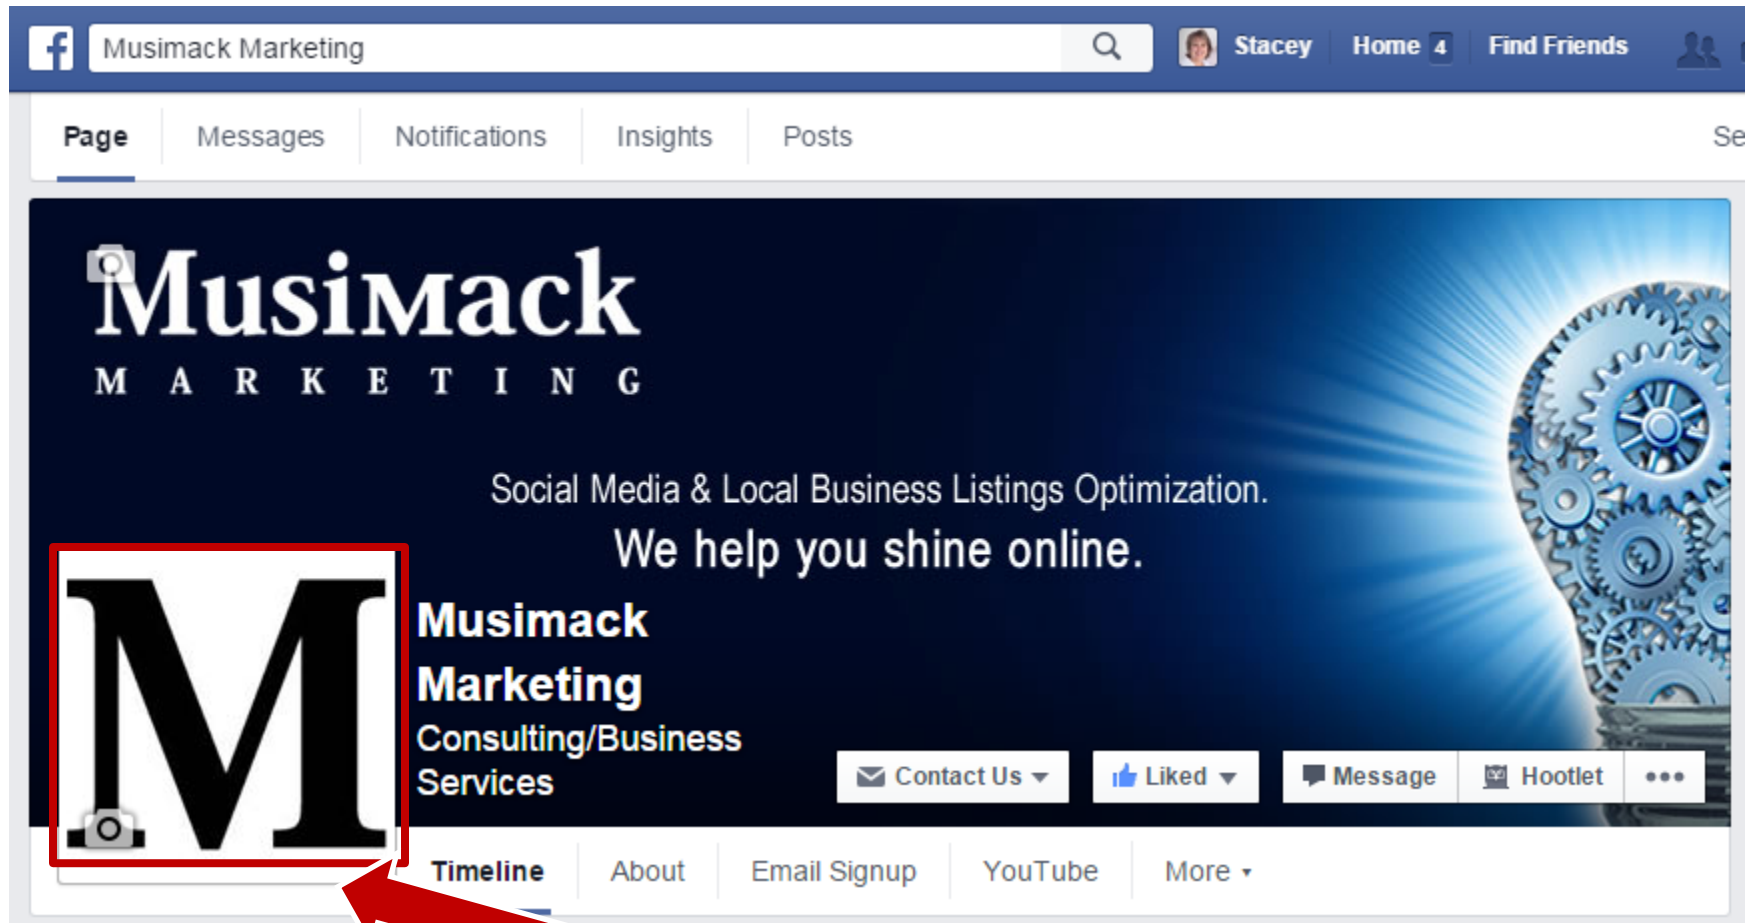 f Musimack Marketing Stacey Home 4 Find Friends
Page Messages Notifications Insights Posts Se
Musimack
MARKETING
Social Media & Local Business Listings Optimization.
We help you shine online.
M
Musimack
Marketing
Consulting/Business
Services
Contact Us Liked Message Hootlet
Timeline About Email Signup YouTube More